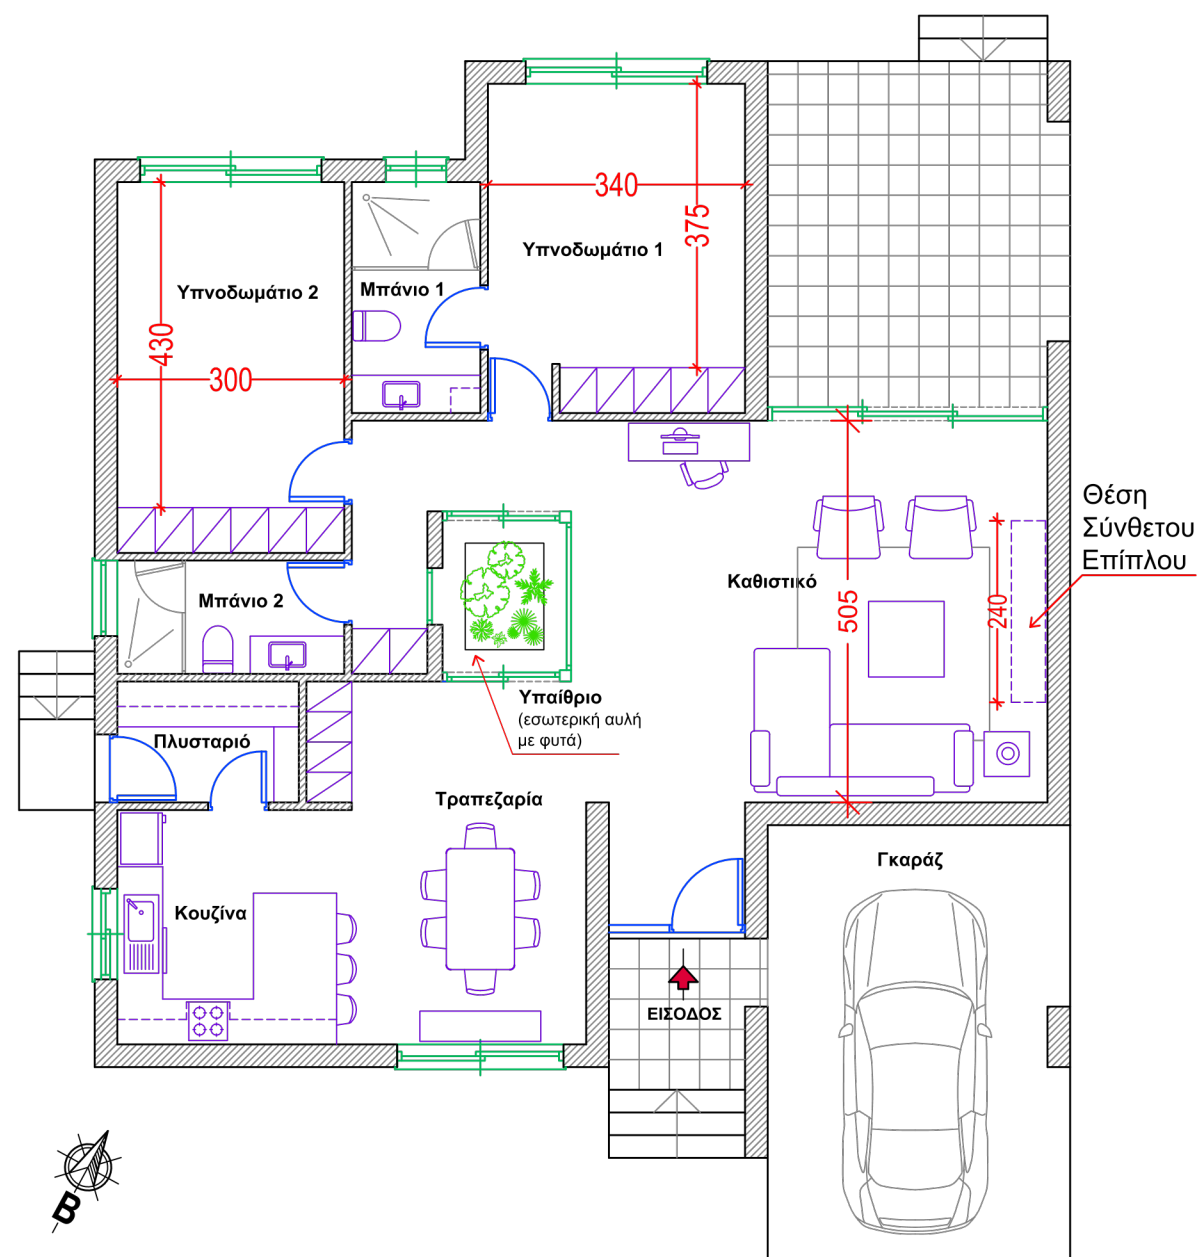 340
375
Υπνοδωμάτιο 1
Υπνοδωμάτιο 2
Μπάνιο 1
430
300
Θέση
Σύνθετου
Επίπλου
Καθιστικό
505
240
Μπάνιο 2
Υπαίθριο
(εσωτερική αυλή
με φυτά)
Πλυσταριό
Τραπεζαρία
Γκαράζ
Κουζίνα
ΕΙΣΟΔΟΣ
Β